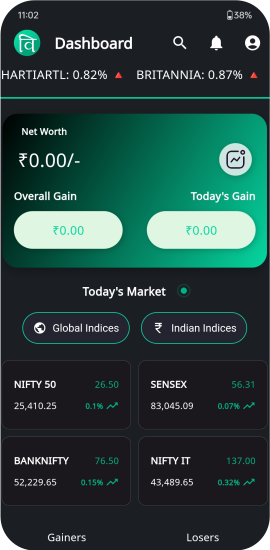 11:02 38%
वि Dashboard
HARTIARTL: 0.82% BRITANNIA: 0.87%
Net Worth
₹0.00/-
Overall Gain Today's Gain
₹0.00 ₹0.00
Today's Market
Global Indices ₹ Indian Indices
NIFTY 50 26.50 SENSEX 56.31
25,410.25 0.1% 83,045.09 0.07%
BANKNIFTY 76.50 NIFTY IT 137.00
52,229.65 0.15% 43,489.65 0.32%
Gainers Losers